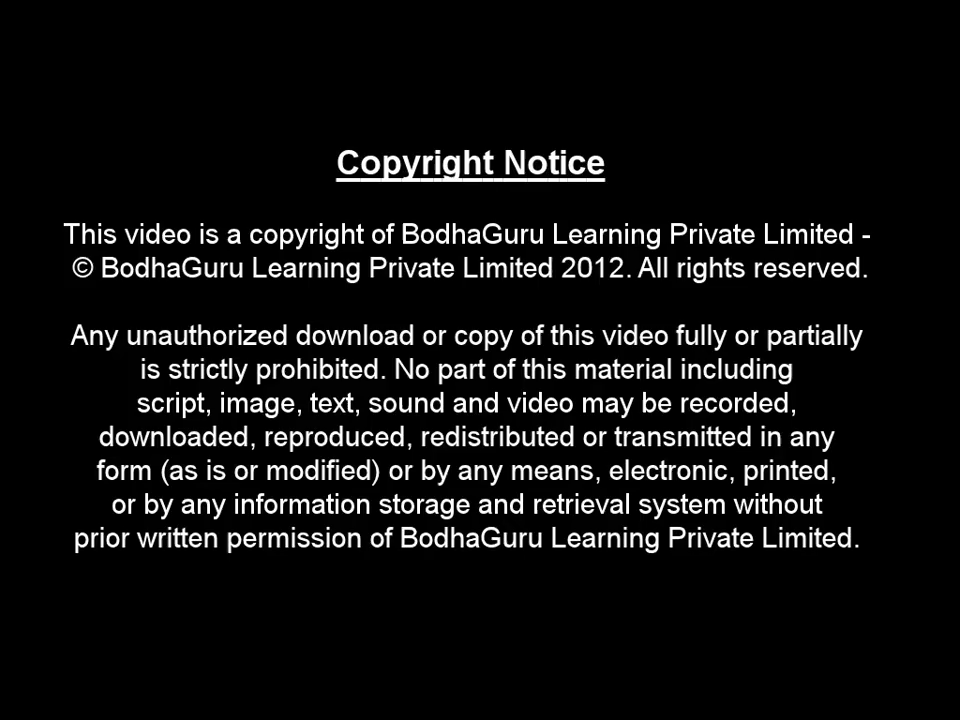 Copyright Notice
This video is a copyright of BodhaGuru Learning Private Limited -
© BodhaGuru Learning Private Limited 2012. All rights reserved.
Any unauthorized download or copy of this video fully or partially
is strictly prohibited. No part of this material including
script, image, text, sound and video may be recorded,
downloaded, reproduced, redistributed or transmitted in any
form (as is or modified) or by any means, electronic, printed,
or by any information storage and retrieval system without
prior written permission of BodhaGuru Learning Private Limited.